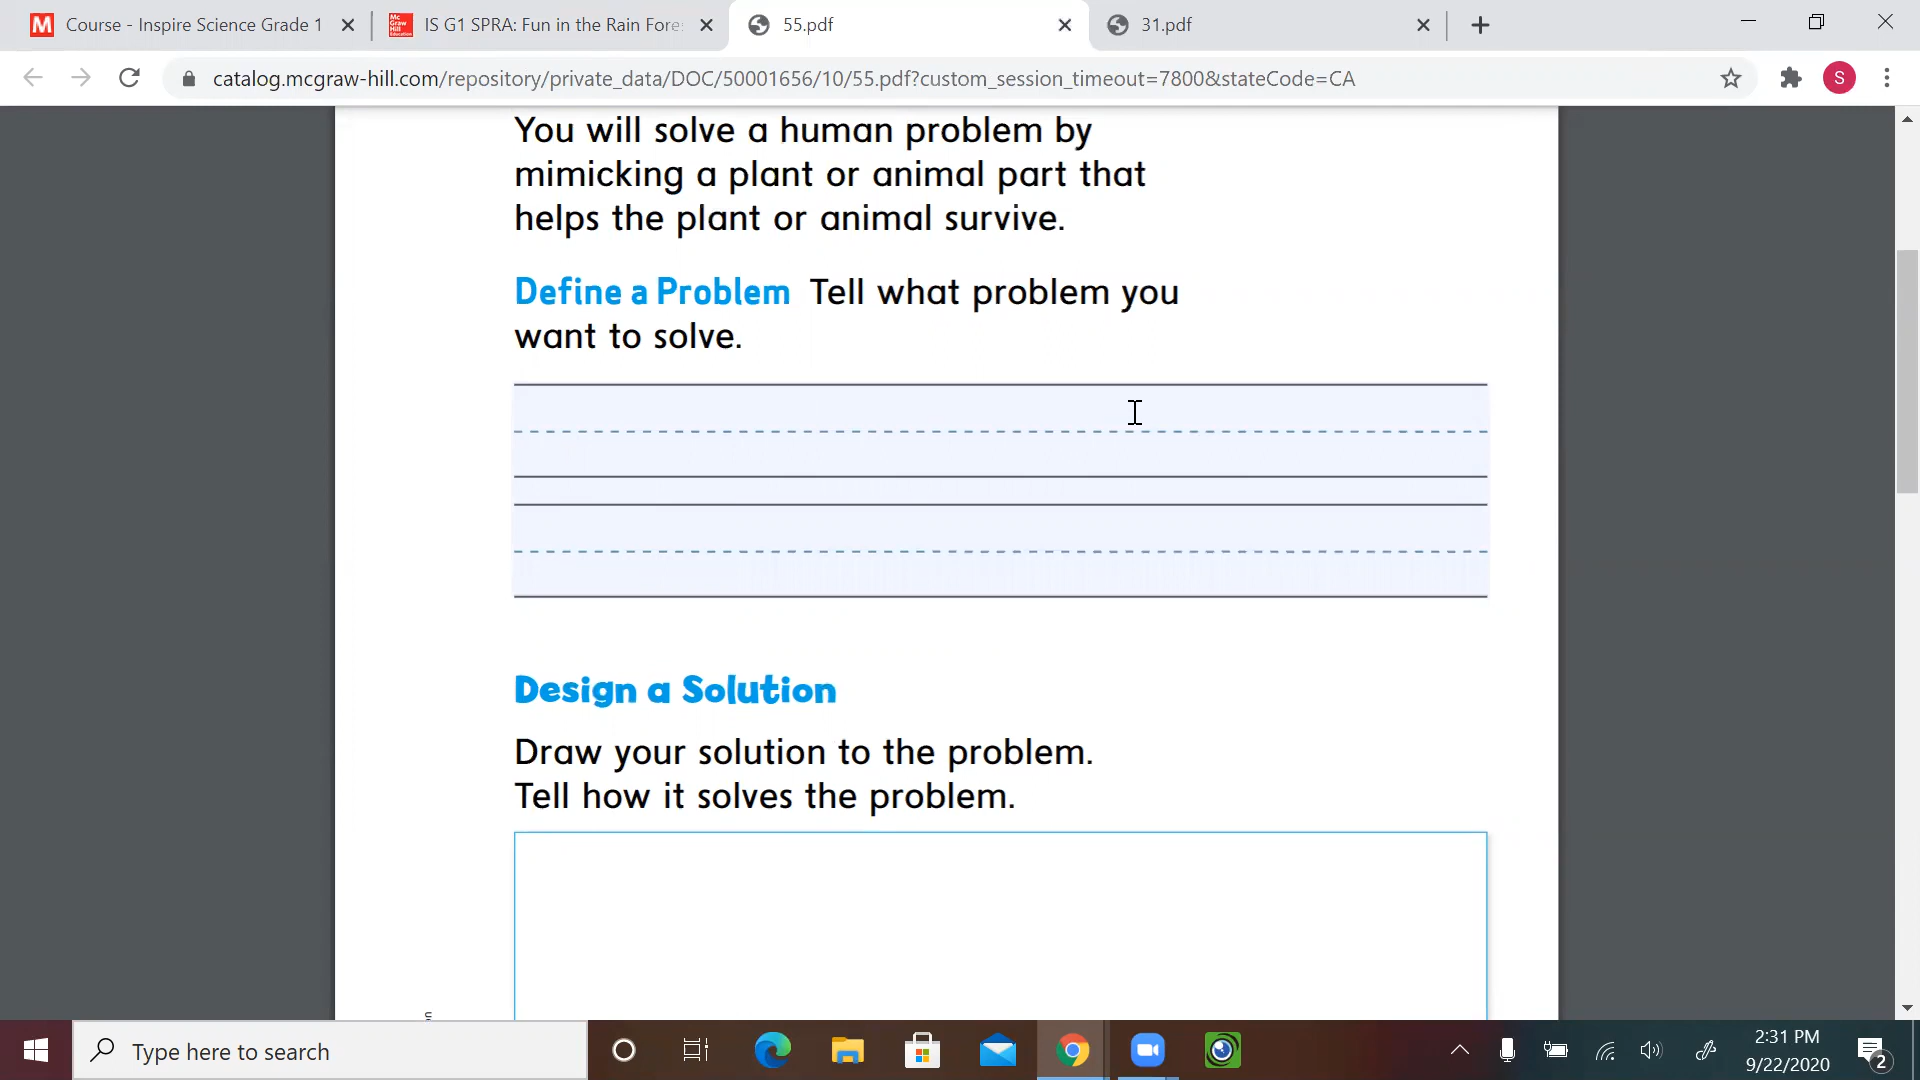 Course - Inspire Science Grade 1
IS G1 SPRA: Fun in the Rain Fore
55.pdf
31.pdf
catalog.mcgraw-hill.com/repository/private_data/DOC/50001656/10/55.pdf?custom_session_timeout=7800&stateCode=CA
S
You will solve a human problem by
mimicking a plant or animal part that
helps the plant or animal survive.
Define a Problem Tell what problem you
want to solve.
Design a Solution
Draw your solution to the problem.
Tell how it solves the problem.
Type here to search
2:31 PM
9/22/2020
2